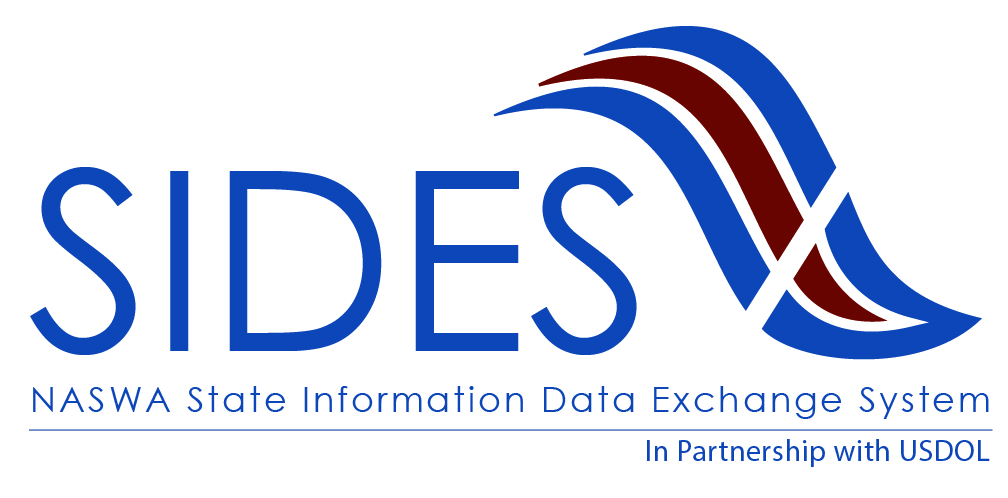 SIDES
NASWA State Information Data Exchange System
In Partnership with USDOL